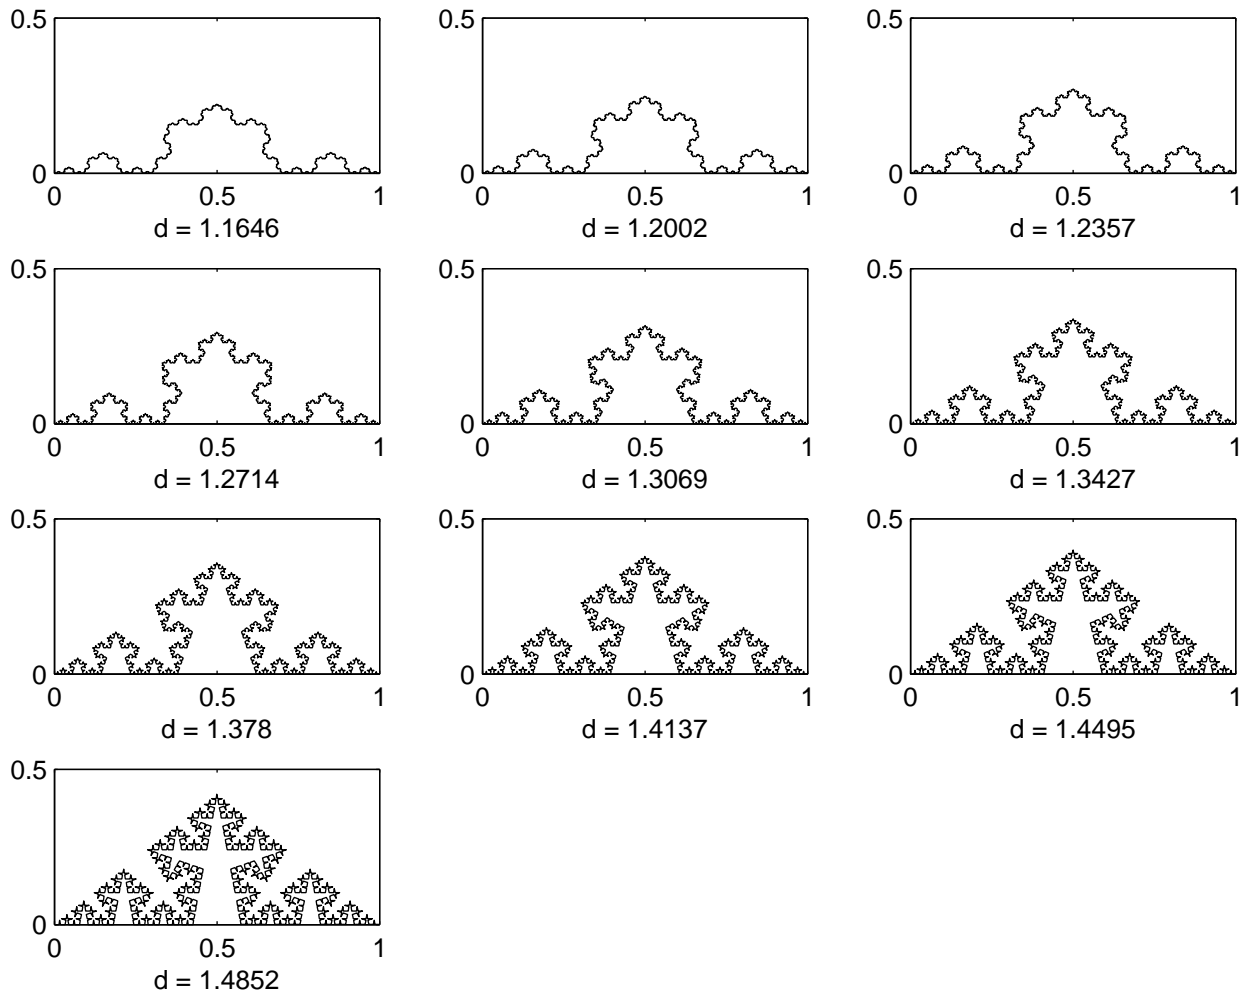 0.5 0.5 0.5
0 0 0
0 0.5 1 0 0.5 1 0 0.5 1
d = 1.1646 d = 1.2002 d = 1.2357
0.5 0.5 0.5
0 0 0
0 0.5 1 0 0.5 1 0 0.5 1
d = 1.2714 d = 1.3069 d = 1.3427
0.5 0.5 0.5
0 0 0
0 0.5 1 0 0.5 1 0 0.5 1
d = 1.378 d = 1.4137 d = 1.4495
0.5
0
0 0.5 1
d = 1.4852